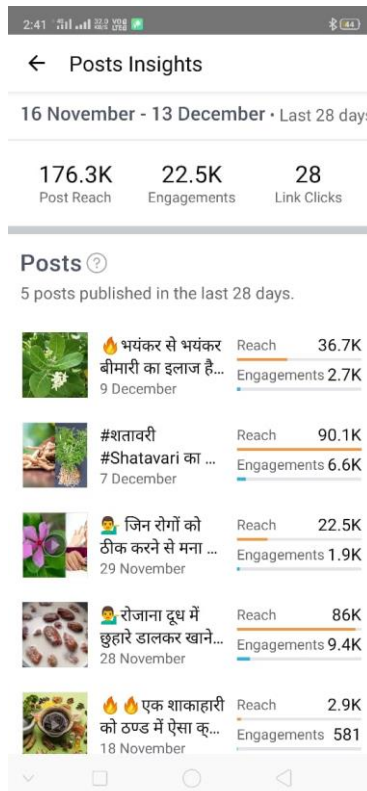 2:41
44
Posts Insights
16 November - 13 December • Last 28 days
176.3K 22.5K 28
Post Reach Engagements Link Clicks
Posts ?
5 posts published in the last 28 days.
🔥 भयंकर से भयंकर
बीमारी का इलाज है...
9 December
Reach 36.7K
Engagements 2.7K
#शतावरी
#Shatavari का ...
7 December
Reach 90.1K
Engagements 6.6K
💁‍♂️ जिन रोगों को
ठीक करने से मना ...
29 November
Reach 22.5K
Engagements 1.9K
💁‍♂️ रोजाना दूध में
छुहारे डालकर खाने...
28 November
Reach 86K
Engagements 9.4K
🔥🔥एक शाकाहारी
को ठण्ड में ऐसा क्...
18 November
Reach 2.9K
Engagements 581